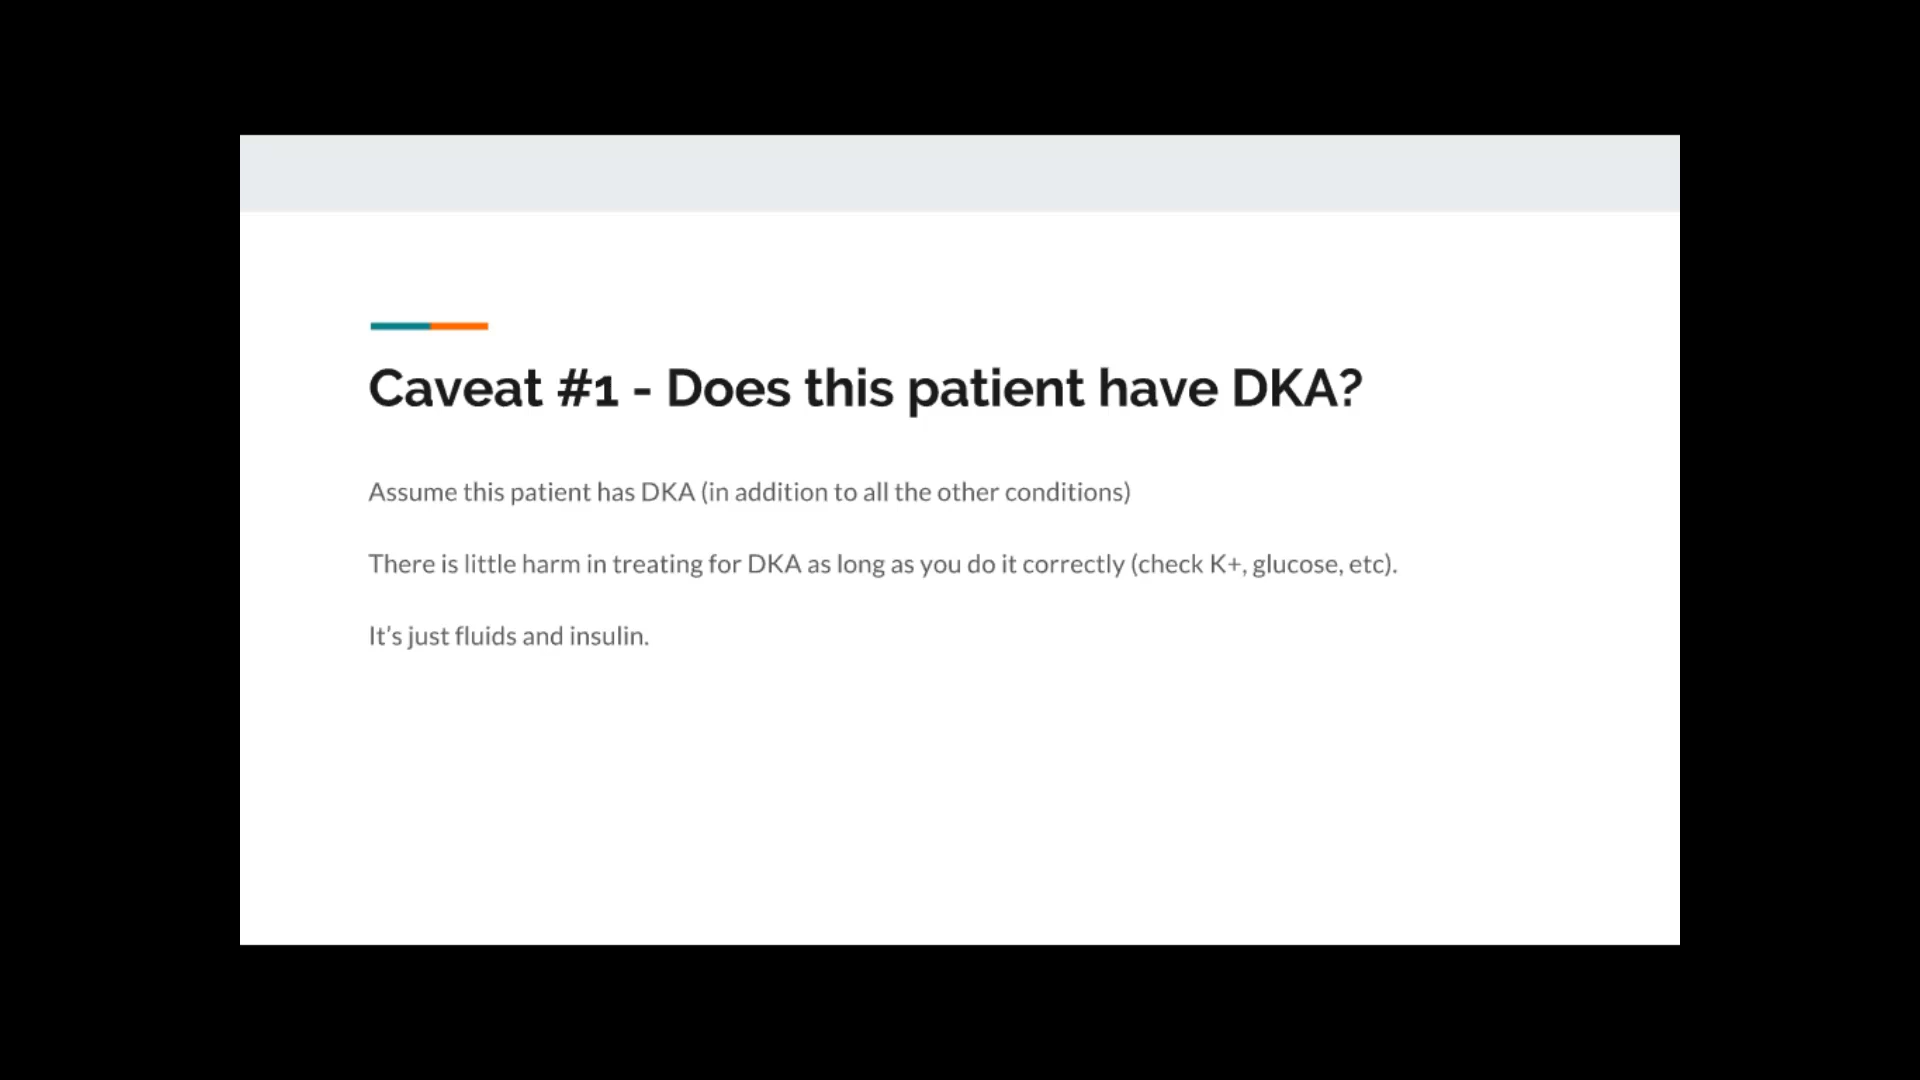 Caveat #1 - Does this patient have DKA?
Assume this patient has DKA (in addition to all the other conditions)
There is little harm in treating for DKA as long as you do it correctly (check K+, glucose, etc).
It’s just fluids and insulin.